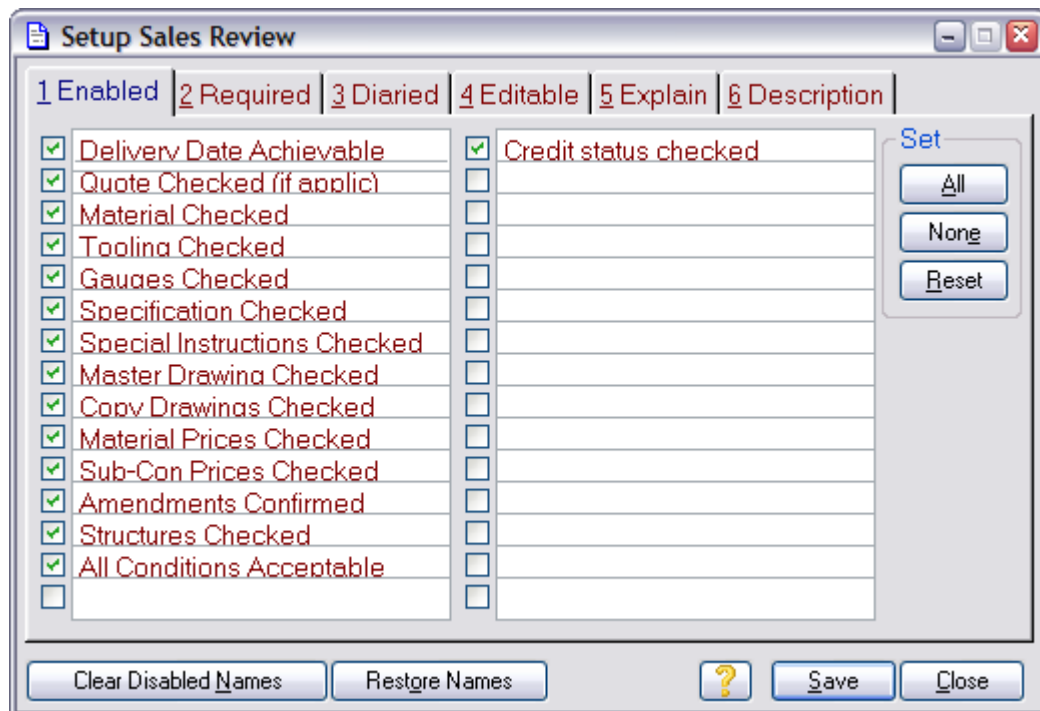 Setup Sales Review
1 Enabled 2 Required 3 Diaried 4 Editable 5 Explain 6 Description
Delivery Date Achievable
Quote Checked (if applic)
Material Checked
Tooling Checked
Gauges Checked
Specification Checked
Special Instructions Checked
Master Drawing Checked
Copy Drawings Checked
Material Prices Checked
Sub-Con Prices Checked
Amendments Confirmed
Structures Checked
All Conditions Acceptable
Credit status checked
Set
All
None
Reset
Clear Disabled Names Restore Names ? Save Close